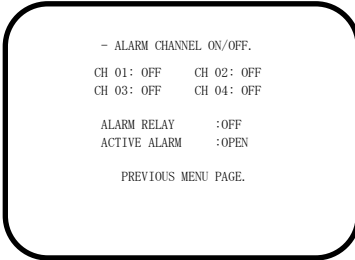 - ALARM CHANNEL ON/OFF.
CH 01: OFF CH 02: OFF
CH 03: OFF CH 04: OFF
ALARM RELAY :OFF
ACTIVE ALARM :OPEN
PREVIOUS MENU PAGE.